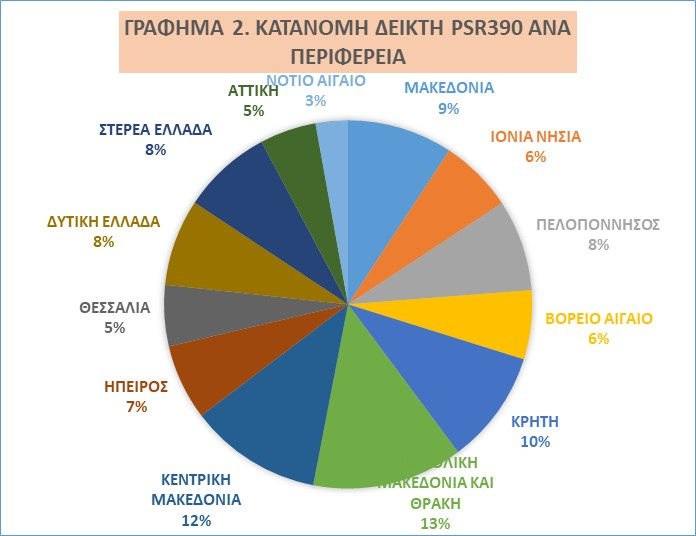 ΓΡΑΦΗΜΑ 2. ΚΑΤΑΝΟΜΗ ΔΕΙΚΤΗ PSR390 ΑΝΑ
ΠΕΡΙΦΕΡΕΙΑ
ΝΟΤΙΟ ΑΙΓΑΙΟ
3%
ΑΤΤΙΚΗ
5%
ΜΑΚΕΔΟΝΙΑ
9%
ΣΤΕΡΕΑ ΕΛΛΑΔΑ
8%
ΙΟΝΙΑ ΝΗΣΙΑ
6%
ΔΥΤΙΚΗ ΕΛΛΑΔΑ
8%
ΠΕΛΟΠΟΝΝΗΣΟΣ
8%
ΘΕΣΣΑΛΙΑ
5%
ΒΟΡΕΙΟ ΑΙΓΑΙΟ
6%
ΗΠΕΙΡΟΣ
7%
ΚΡΗΤΗ
10%
ΚΕΝΤΡΙΚΗ
ΜΑΚΕΔΟΝΙΑ
12%
ΜΑΚΕΔΟΝΙΑ ΚΑΙ
ΘΡΑΚΗ
13%